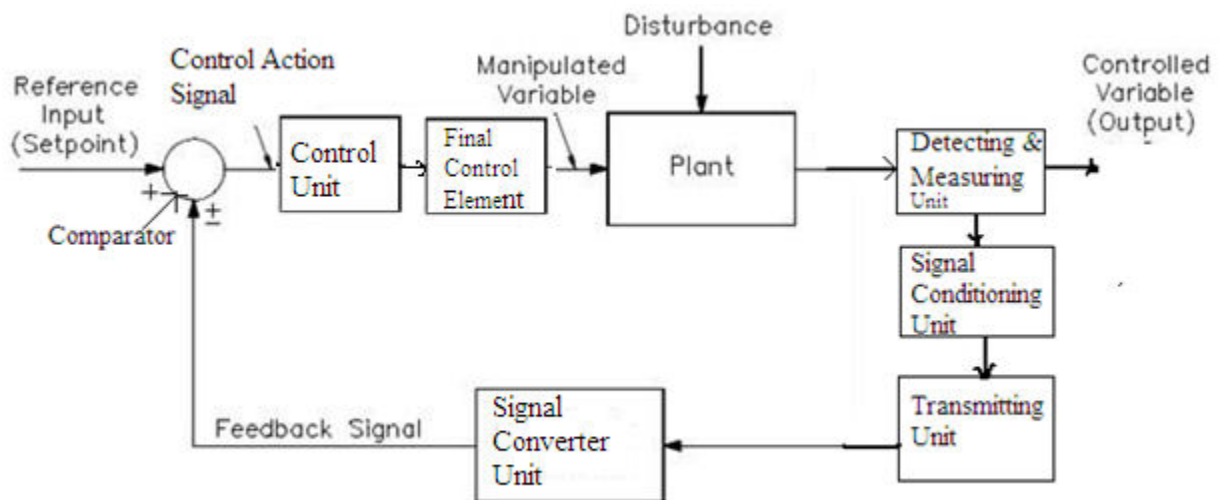 Disturbance
Control Action
Signal
Manipulated
Variable
Controlled
Variable
(Output)
Reference
Input
(Setpoint)
Control
Unit
Final
Control
Element
Plant
Detecting &
Measuring
Unit
+
±
Comparator
Signal
Conditioning
Unit
Transmitting
Unit
Signal
Converter
Unit
Feedback Signal